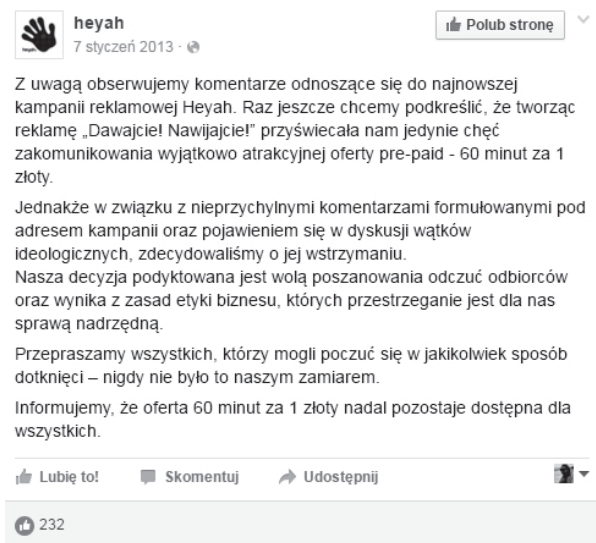 heyah
7 styczeń 2013 ·
Polub stronę
heyah
Z uwagą obserwujemy komentarze odnoszące się do najnowszej
kampanii reklamowej Heyah. Raz jeszcze chcemy podkreślić, że tworząc
reklamę „Dawajcie! Nawijajcie!” przyświecała nam jedynie chęć
zakomunikowania wyjątkowo atrakcyjnej oferty pre-paid - 60 minut za 1
złoty.
Jednakże w związku z nieprzychylnymi komentarzami formułowanymi pod
adresem kampanii oraz pojawieniem się w dyskusji wątków
ideologicznych, zdecydowaliśmy o jej wstrzymaniu.
Nasza decyzja podyktowana jest wolą poszanowania odczuć odbiorców
oraz wynika z zasad etyki biznesu, których przestrzeganie jest dla nas
sprawą nadrzędną.
Przepraszamy wszystkich, którzy mogli poczuć się w jakikolwiek sposób
dotknięci – nigdy nie było to naszym zamiarem.
Informujemy, że oferta 60 minut za 1 złoty nadal pozostaje dostępna dla
wszystkich.
Lubię to! Skomentuj Udostępnij
232